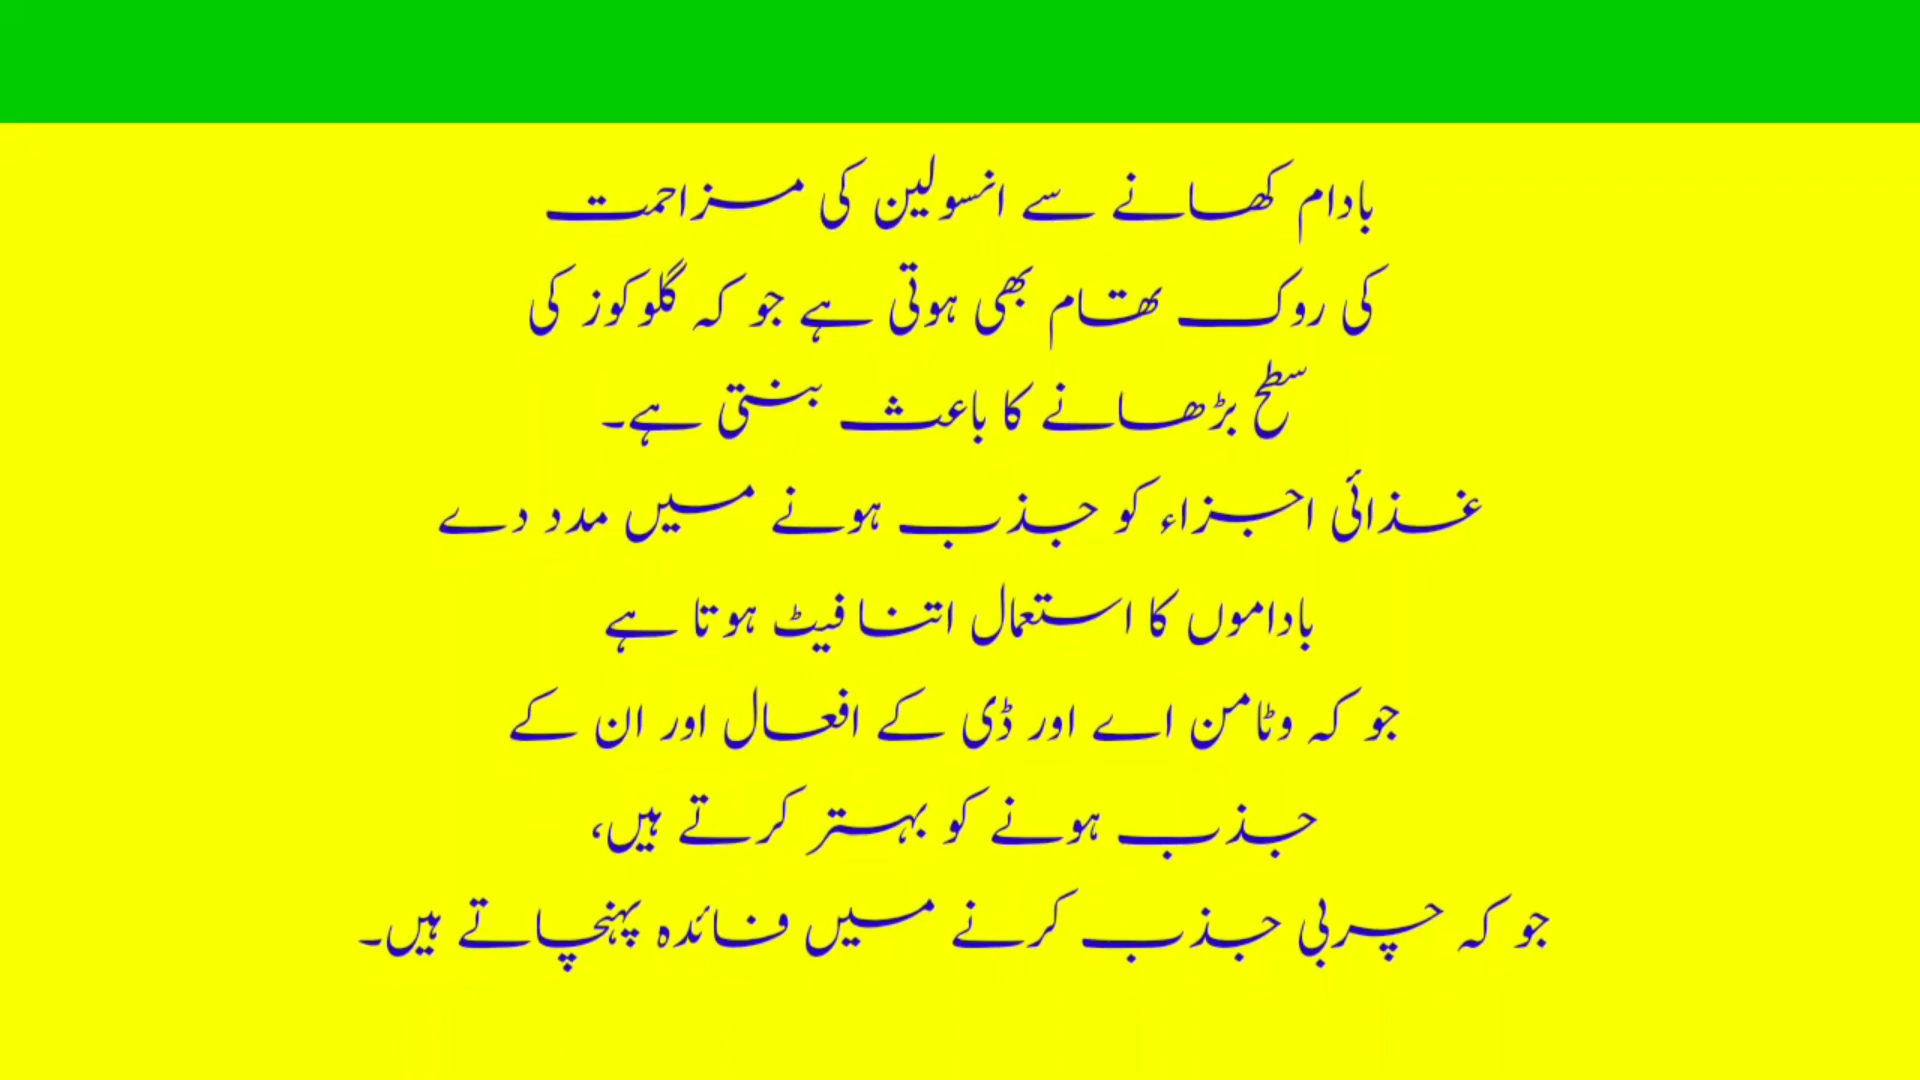 بادام کھانے سے انسولین کی مزاحمت
کی روک تھام بھی ہوتی ہے جو کہ گلوکوز کی
سطح بڑھانے کا باعث بنتی ہے۔
غذائی اجزاء کو جذب ہونے میں مدد دے
باداموں کا استعمال اتنا فیٹ ہوتا ہے
جو کہ وٹامن اے اور ڈی کے افعال اور ان کے
جذب ہونے کو بہتر کرتے ہیں،
جو کہ چربی جذب کرنے میں فائدہ پہنچاتے ہیں۔